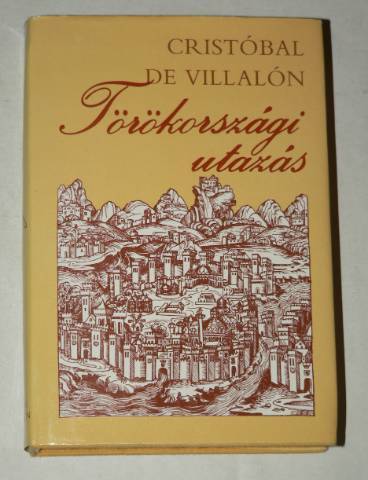 CRISTÓBAL
DE VILLALÓN
Törökországi
utazás